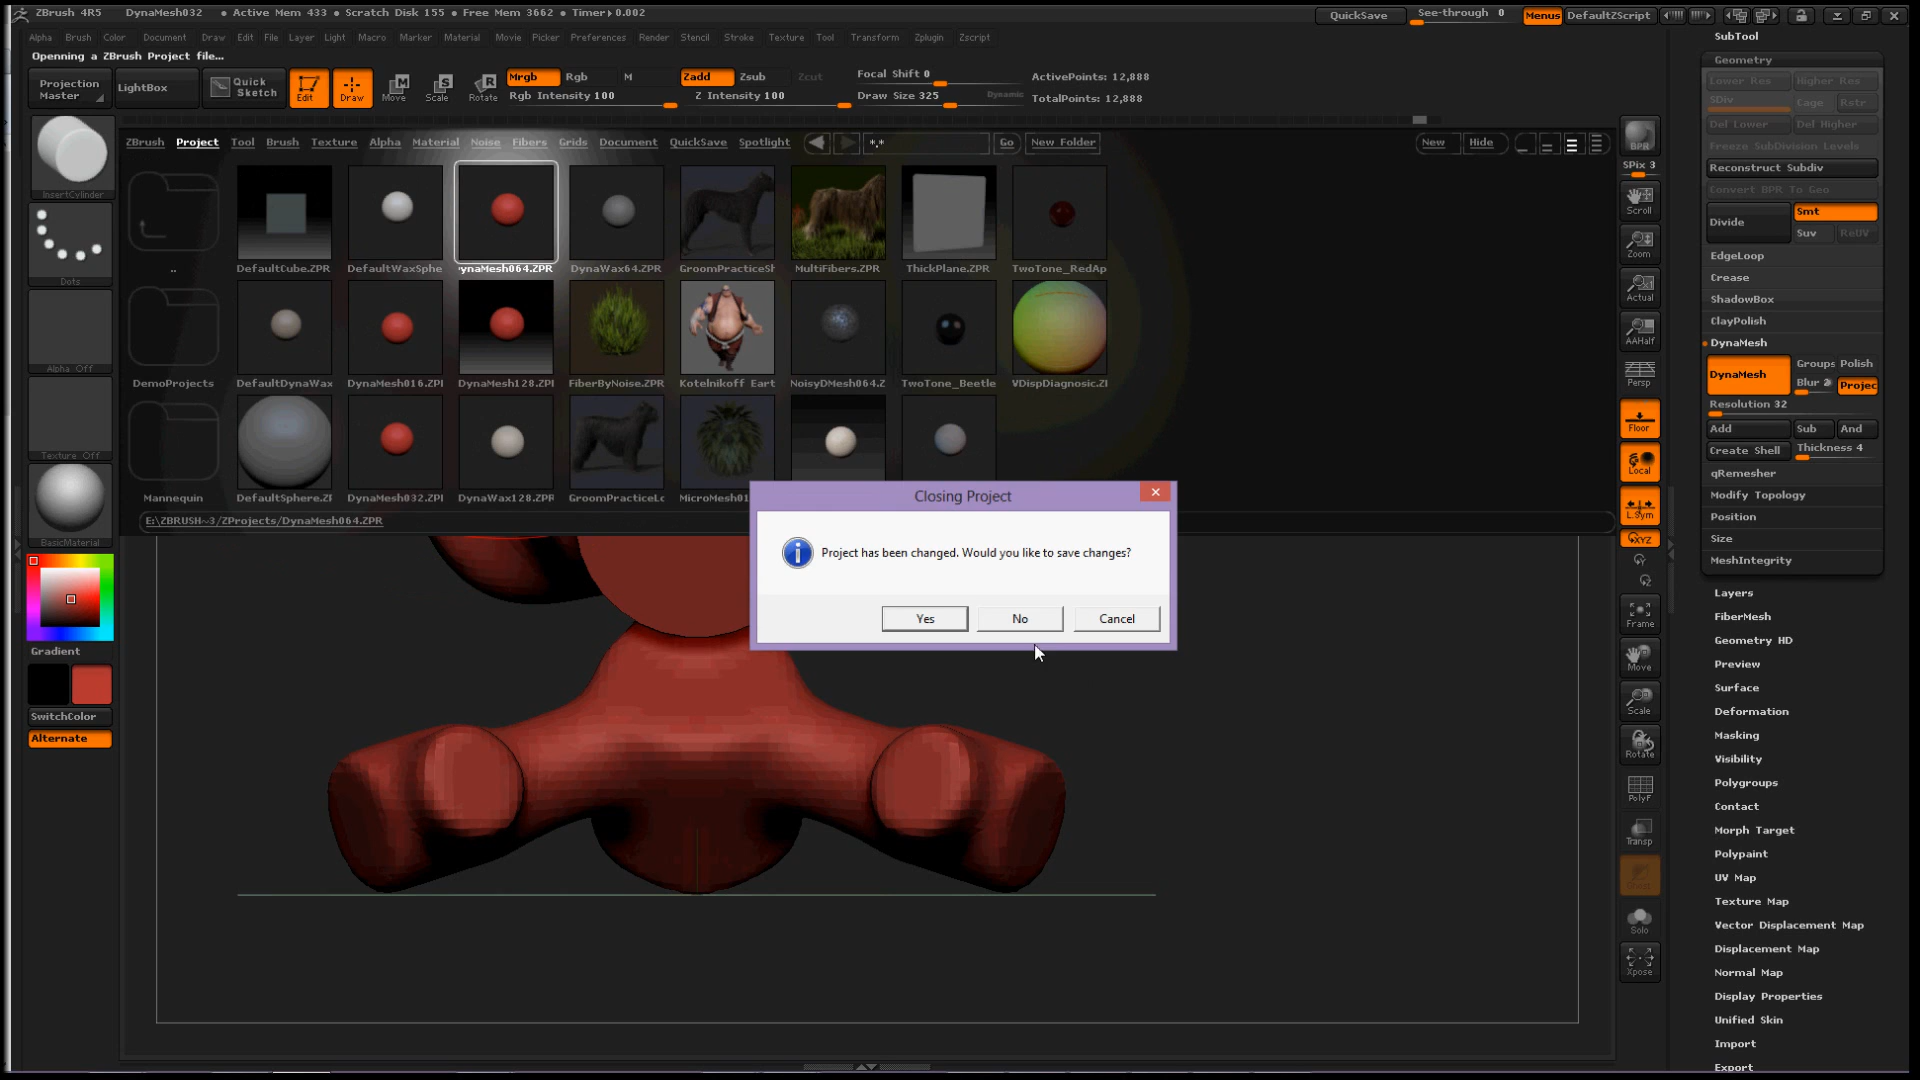 ZBrush 4R5 DynaMesh032 • Active Mem 433 • Scratch Disk 155 • Free Mem 3662 • Timer▸0.002 QuickSave See-through 0 Menus DefaultZScript
Alpha Brush Color Document Draw Edit File Layer Light Macro Marker Material Movie Picker Preferences Render Stencil Stroke Texture Tool Transform Zplugin Zscript
Openning a ZBrush Project file...
Projection Master
LightBox
Quick Sketch
Edit
Draw
Move
Scale
Rotate
Mrgb Rgb M
Rgb Intensity 100
Zadd Zsub Zcut
Z Intensity 100
Focal Shift 0
Draw Size 325 Dynamic
ActivePoints: 12,888
TotalPoints: 12,888
InsertCylinder
Dots
Alpha Off
Texture Off
BasicMaterial
Gradient
SwitchColor
Alternate
ZBrush Project Tool Brush Texture Alpha Material Noise Fibers Grids Document QuickSave Spotlight *.* Go New Folder New Hide
.. DefaultCube.ZPR DefaultWaxSphe ynaMesh064.ZPR DynaWax64.ZPR GroomPracticeSh MultiFibers.ZPR ThickPlane.ZPR TwoTone_RedAp
DemoProjects DefaultDynaWax DynaMesh016.ZPI DynaMesh128.ZPI FiberByNoise.ZPR Kotelnikoff Eart NoisyDMesh064.Z TwoTone_Beetle VDispDiagnosic.ZI
Mannequin DefaultSphere.ZI DynaMesh032.ZPI DynaWax128.ZPR GroomPracticeLo MicroMesh01
E:\ZBRUSH~3/ZProjects/DynaMesh064.ZPR
Closing Project
Project has been changed. Would you like to save changes?
Yes No Cancel
BPR
SPix 3
Scroll
Zoom
Actual
AAHalf
Persp
Floor
Local
L.Sym
XYZ
Frame
Move
Scale
Rotate
PolyF
Transp
Ghost
Solo
Xpose
SubTool
Geometry
Lower Res Higher Res
SDiv Cage Rstr
Del Lower Del Higher
Freeze SubDivision Levels
Reconstruct Subdiv
Convert BPR To Geo
Divide Smt
Suv ReUV
EdgeLoop
Crease
ShadowBox
ClayPolish
DynaMesh
DynaMesh Groups Polish
Blur 2 Projec
Resolution 32
Add Sub And
Create Shell Thickness 4
qRemesher
Modify Topology
Position
Size
MeshIntegrity
Layers
FiberMesh
Geometry HD
Preview
Surface
Deformation
Masking
Visibility
Polygroups
Contact
Morph Target
Polypaint
UV Map
Texture Map
Vector Displacement Map
Displacement Map
Normal Map
Display Properties
Unified Skin
Import
Export